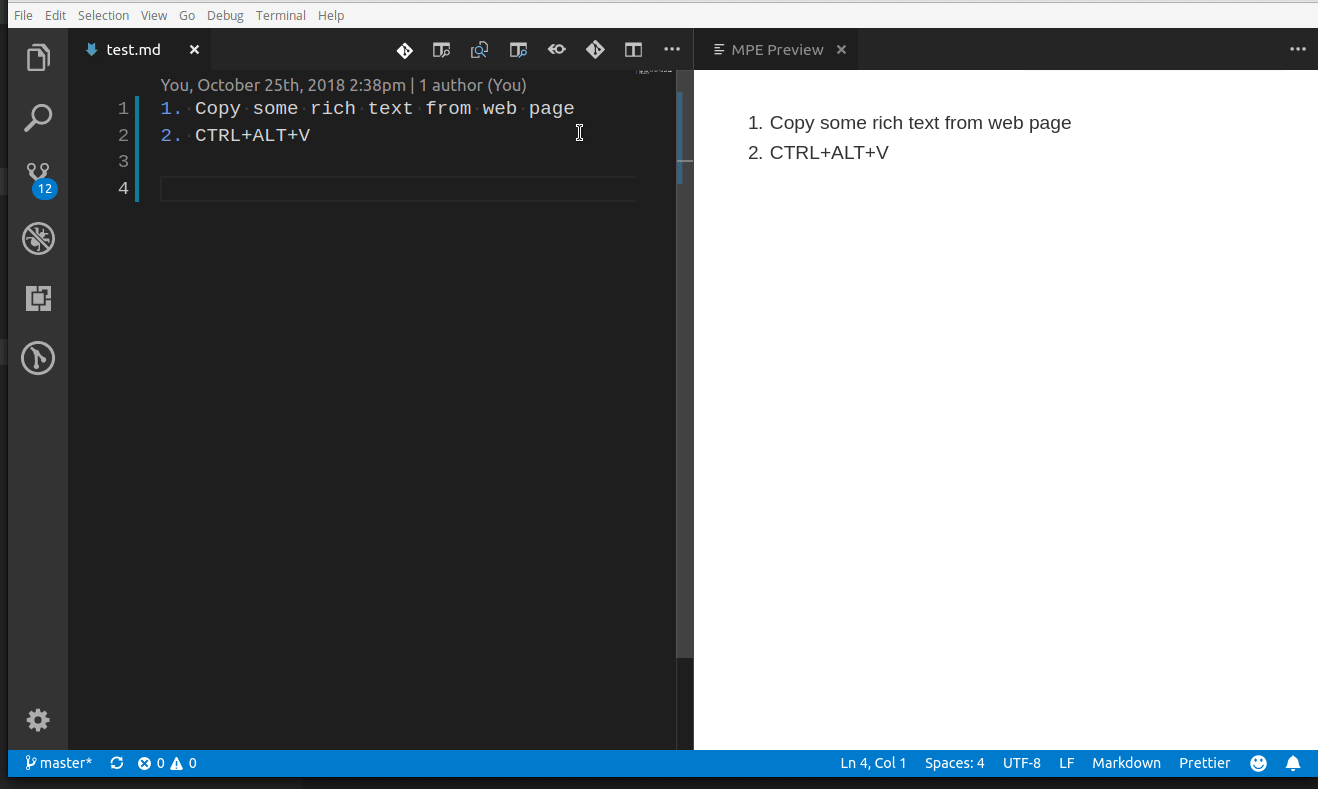 File Edit Selection View Go Debug Terminal Help
test.md
MPE Preview
You, October 25th, 2018 2:38pm | 1 author (You)
1 1. Copy some rich text from web page
2 2. CTRL+ALT+V
3
4
12
1. Copy some rich text from web page
2. CTRL+ALT+V
master* 0 0 Ln 4, Col 1 Spaces: 4 UTF-8 LF Markdown Prettier